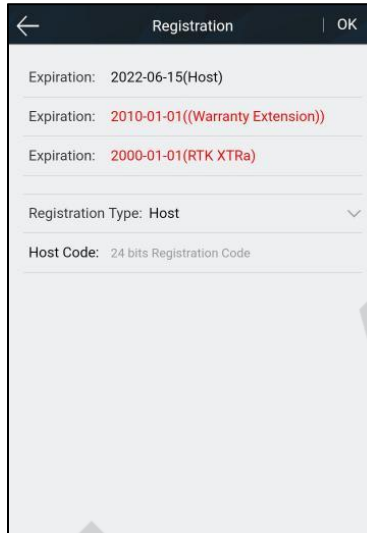 Registration | OK
Expiration: 2022-06-15(Host)
Expiration: 2010-01-01((Warranty Extension))
Expiration: 2000-01-01(RTK XTRa)
Registration Type: Host
Host Code: 24 bits Registration Code